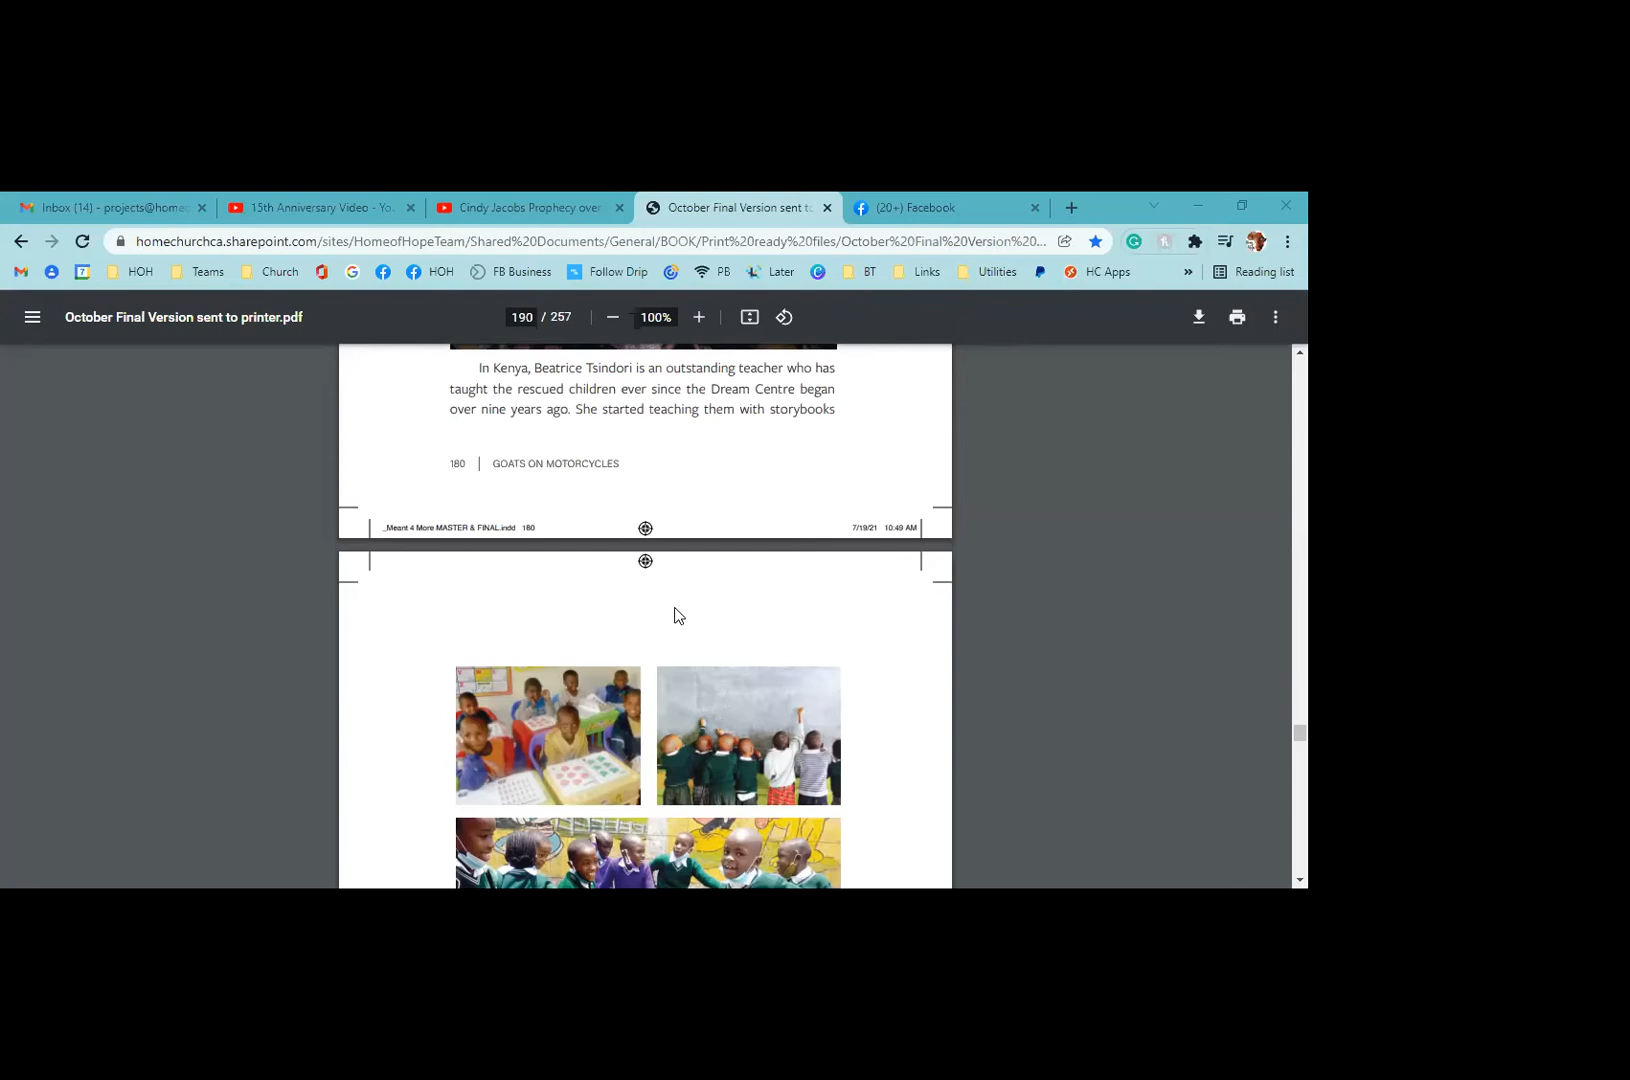 Inbox (14) - projects@homec
15th Anniversary Video - Yo
Cindy Jacobs Prophecy over
October Final Version sent to
(20+) Facebook
homechurchca.sharepoint.com/sites/HomeofHopeTeam/Shared%20Documents/General/BOOK/Print%20ready%20files/October%20Final%20Version%20...
7
HOH
Teams
Church
HOH
FB Business
Follow Drip
PB
Later
BT
Links
Utilities
HC Apps
»
Reading list
October Final Version sent to printer.pdf
190 / 257
100%
In Kenya, Beatrice Tsindori is an outstanding teacher who has
taught the rescued children ever since the Dream Centre began
over nine years ago. She started teaching them with storybooks
180 | GOATS ON MOTORCYCLES
_Meant 4 More MASTER & FINAL.indd 180
7/19/21 10:49 AM